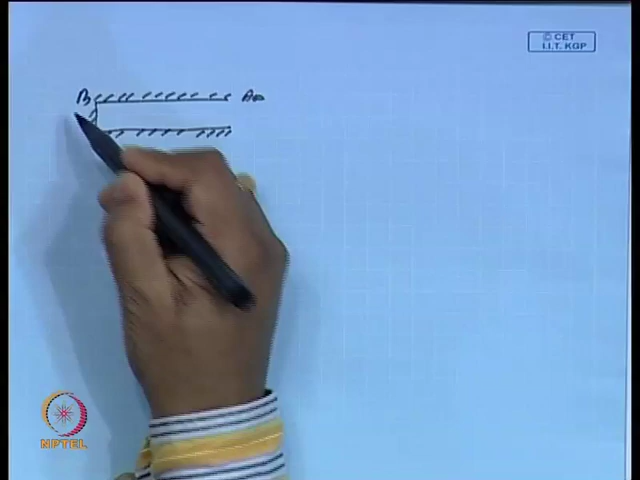 © CET
I.I.T. KGP
B
A∞
NPTEL